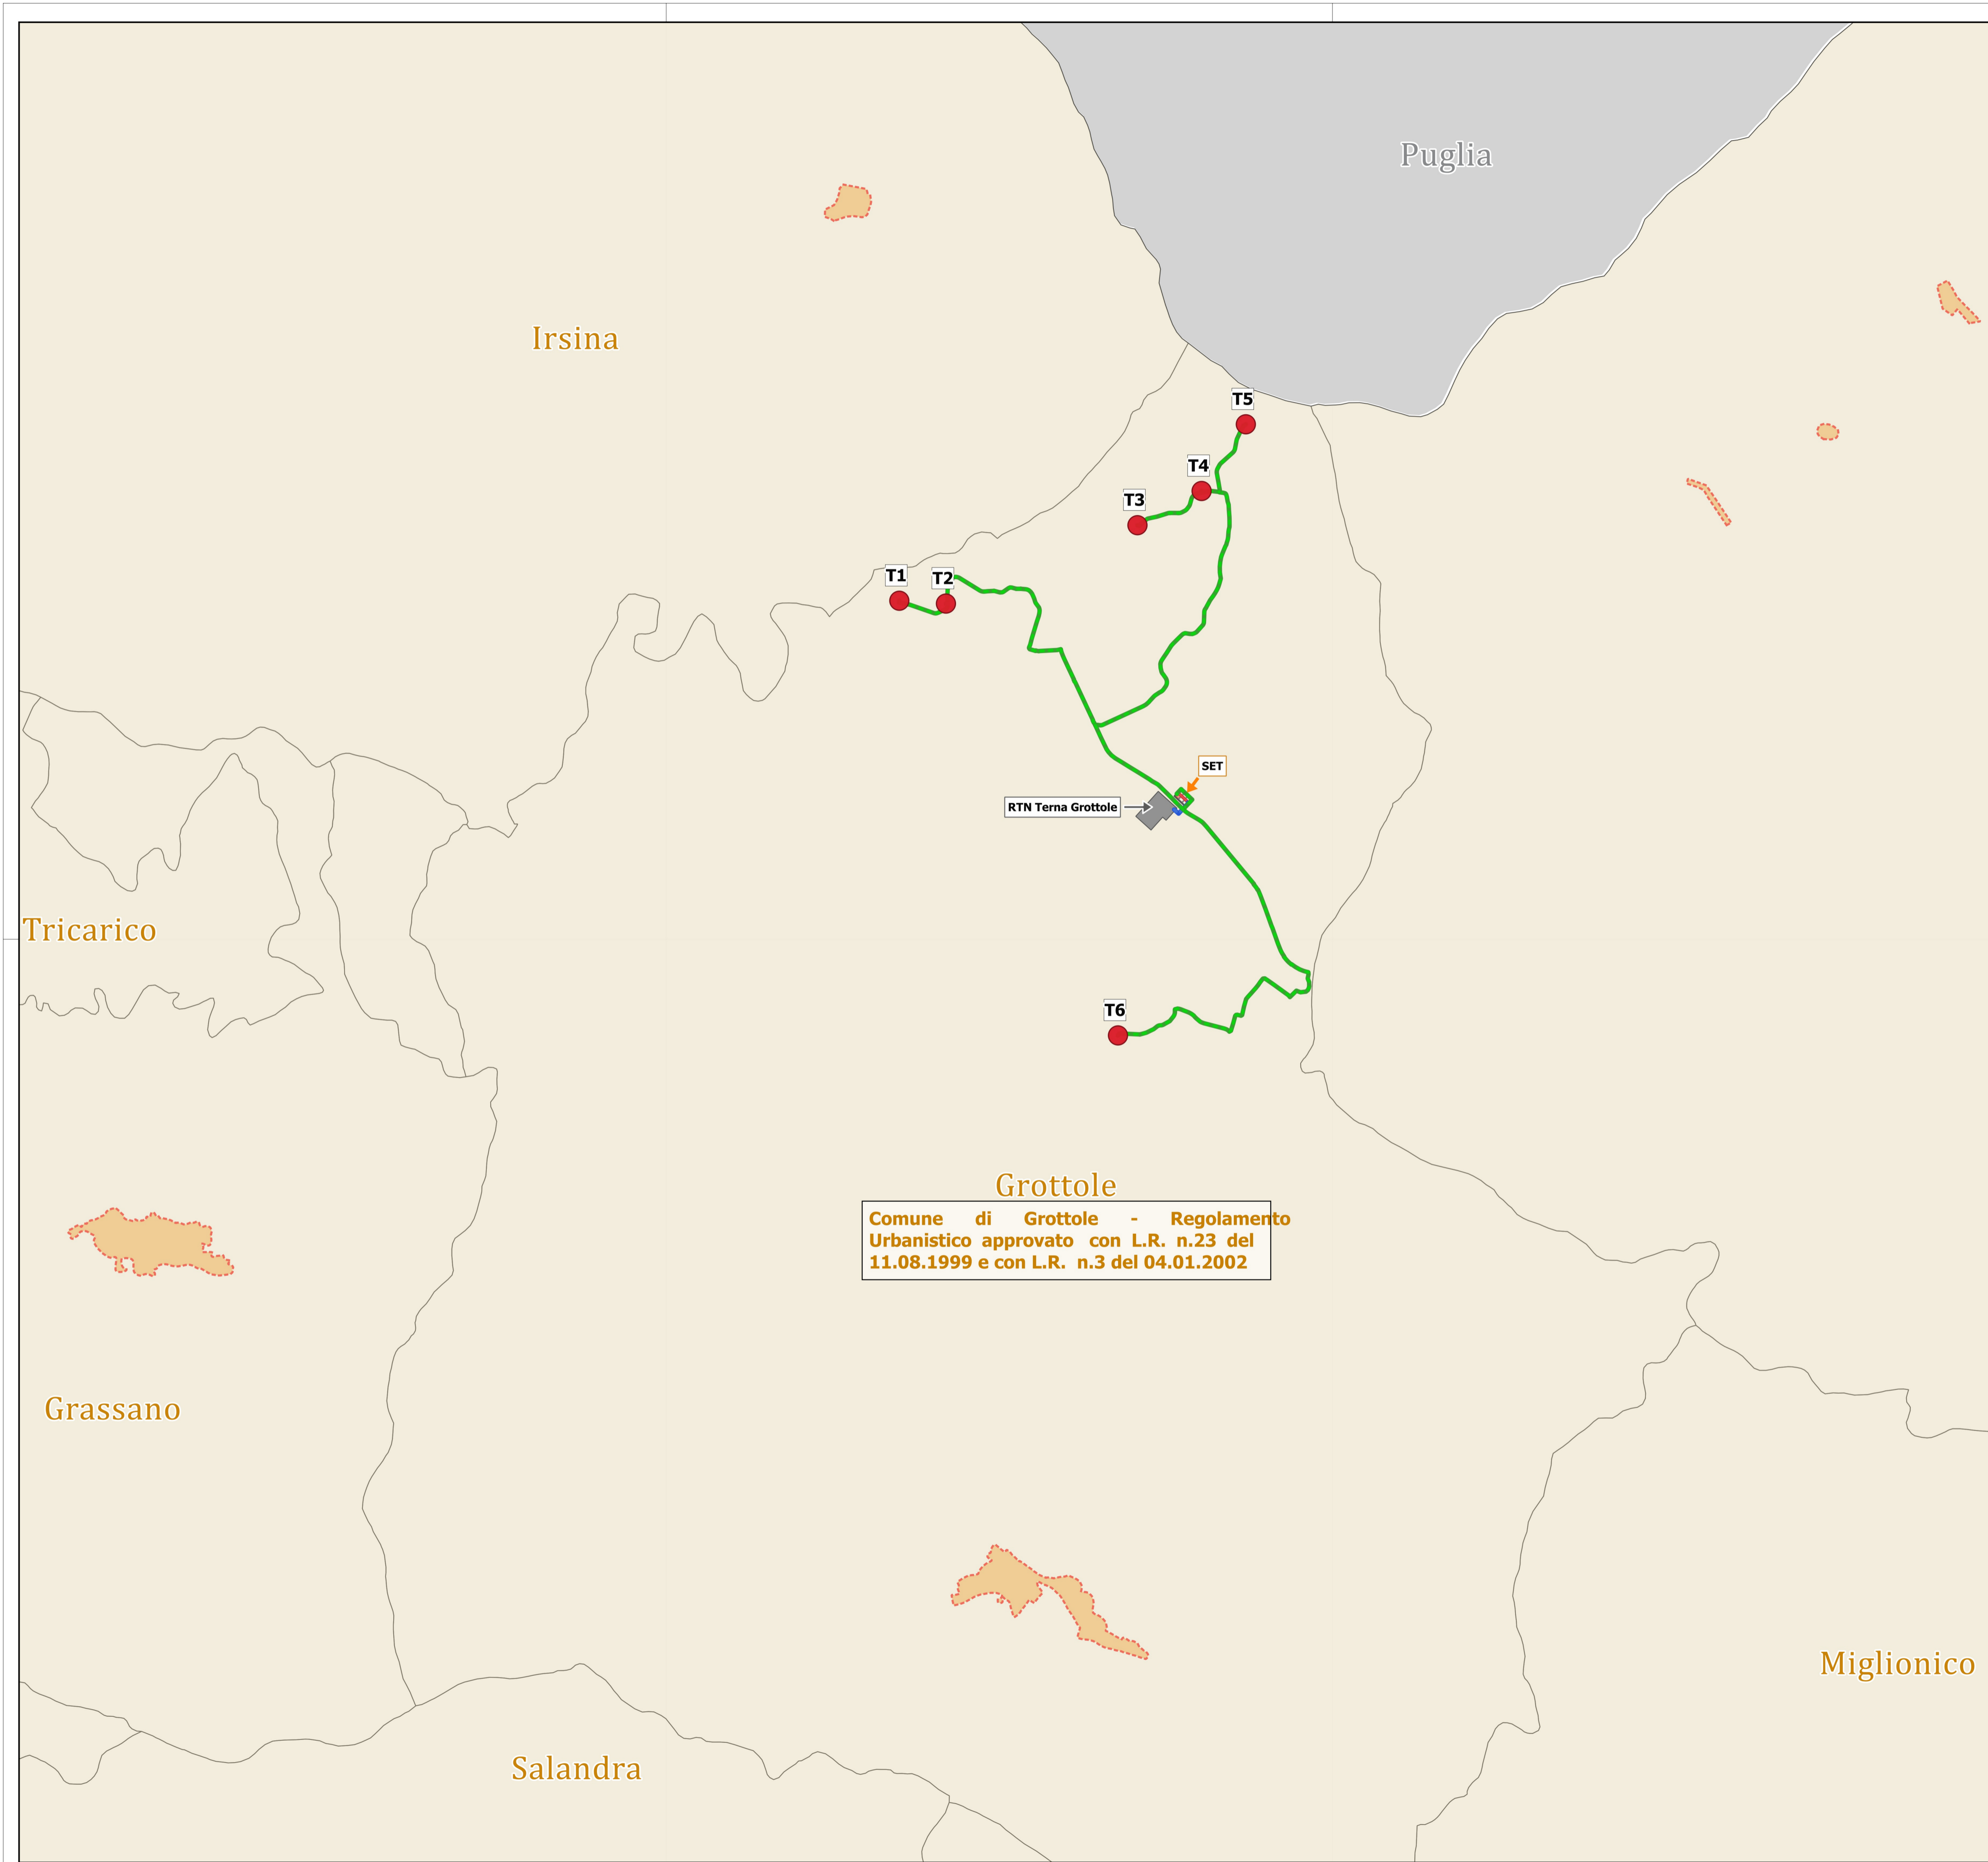 Puglia
Irsina
T5
T4
T3
T1
T2
SET
RTN Terna Grottole
Tricarico
T6
Grottole
Comune di Grottole - Regolamento
Urbanistico approvato con L.R. n.23 del
11.08.1999 e con L.R. n.3 del 04.01.2002
Grassano
Miglionico
Salandra